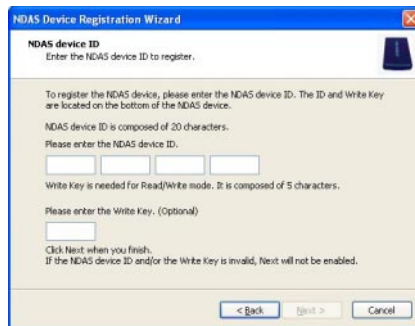 NDAS Device Registration Wizard
NDAS device ID
Enter the NDAS device ID to register.
To register the NDAS device, please enter the NDAS device ID. The ID and Write Key
are located on the bottom of the NDAS device.
NDAS device ID is composed of 20 characters.
Please enter the NDAS device ID.
Write Key is needed for Read/Write mode. It is composed of 5 characters.
Please enter the Write Key. (Optional)
Click Next when you finish.
If the NDAS device ID and/or the Write Key is invalid, Next will not be enabled.
< Back Next > Cancel